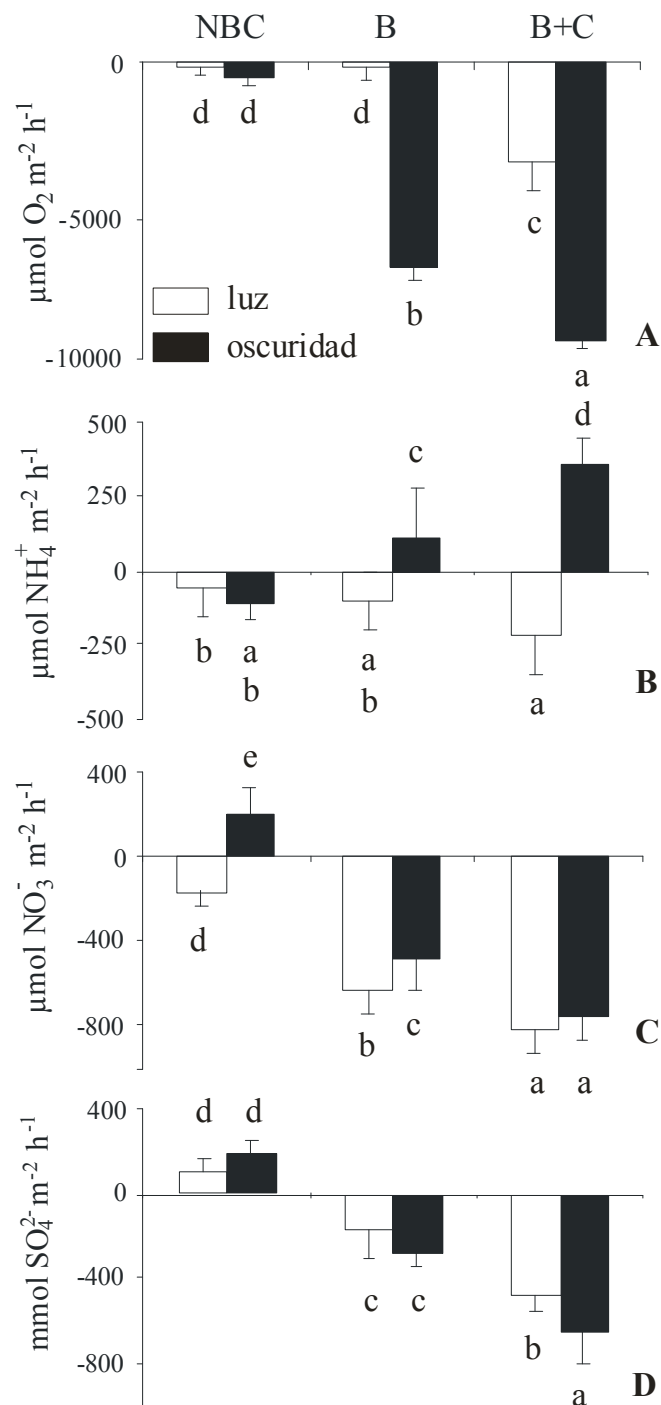 NBC B B+C
0
d d d
c
-5000
b
luz
oscuridad
A
-10000
a
µmol O₂ m⁻² h⁻¹
500
d
c
250
0
-250
b a a
b b a
B
-500
µmol NH₄⁺ m⁻² h⁻¹
400
e
0
-400
d
-800
b c
C
a a
µmol NO₃⁻ m⁻² h⁻¹
400
d d
0
-400
c c
b
-800
D
a
mmol SO₄²⁻ m⁻² h⁻¹